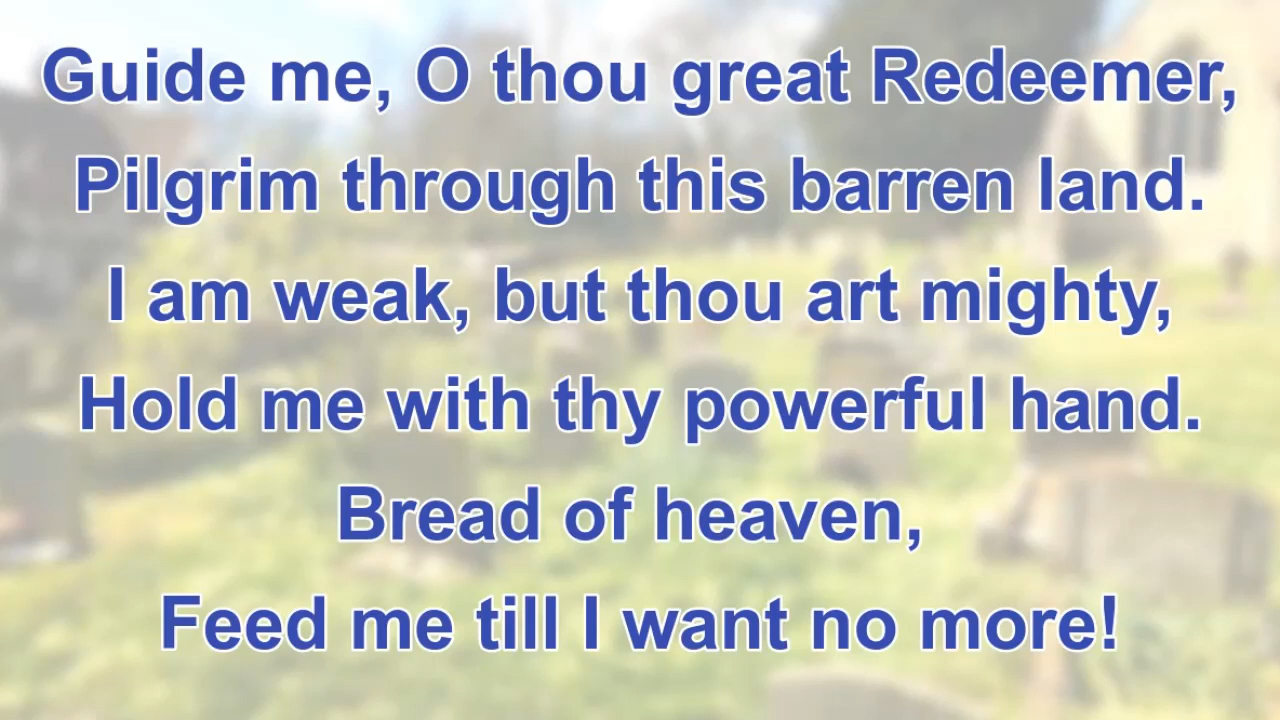 Guide me, O thou great Redeemer,
Pilgrim through this barren land.
I am weak, but thou art mighty,
Hold me with thy powerful hand.
Bread of heaven,
Feed me till I want no more!